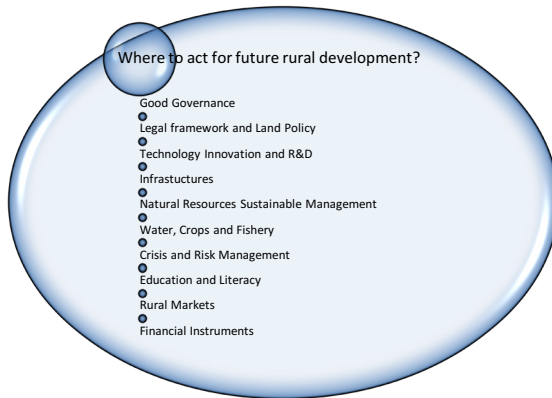 Where to act for future rural development?
Good Governance
Legal framework and Land Policy
Technology Innovation and R&D
Infrastuctures
Natural Resources Sustainable Management
Water, Crops and Fishery
Crisis and Risk Management
Education and Literacy
Rural Markets
Financial Instruments